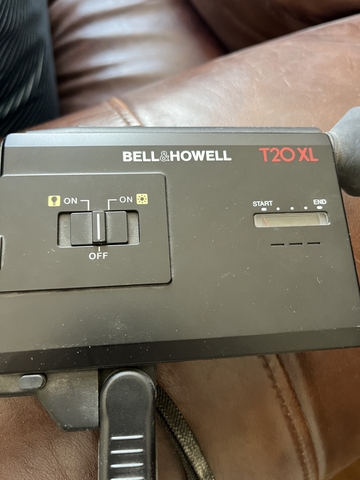 BELL&HOWELL T20 XL
ON ON
OFF
START END